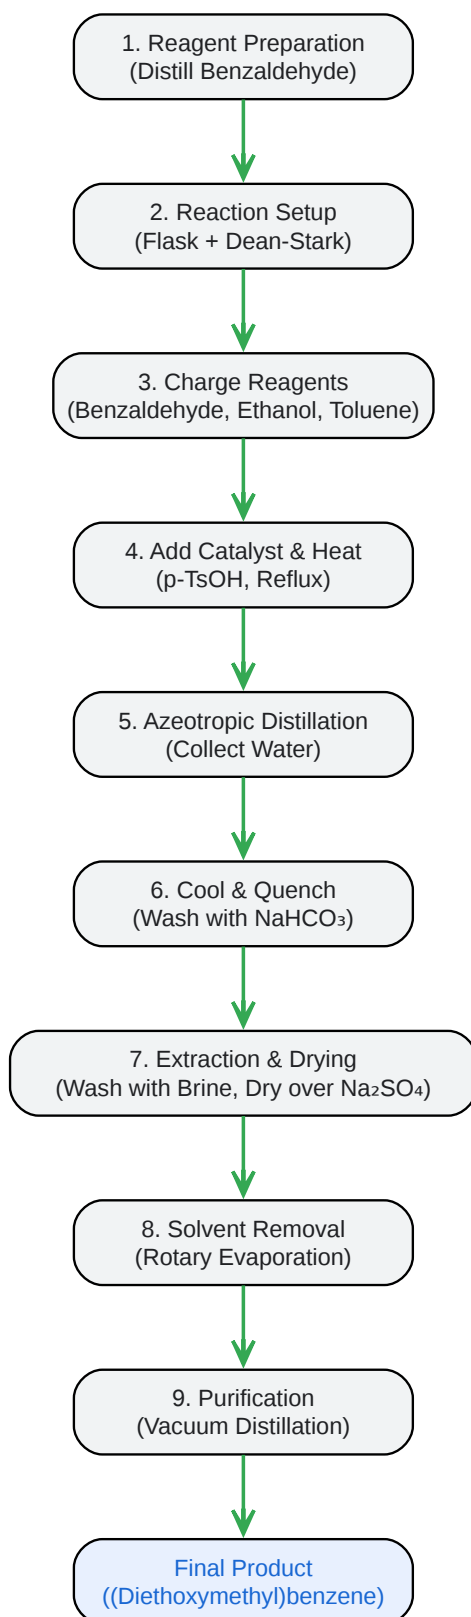 1. Reagent Preparation
(Distill Benzaldehyde)
2. Reaction Setup
(Flask + Dean-Stark)
3. Charge Reagents
(Benzaldehyde, Ethanol, Toluene)
4. Add Catalyst & Heat
(p-TsOH, Reflux)
5. Azeotropic Distillation
(Collect Water)
6. Cool & Quench
(Wash with NaHCO₃)
7. Extraction & Drying
(Wash with Brine, Dry over Na₂SO₄)
8. Solvent Removal
(Rotary Evaporation)
9. Purification
(Vacuum Distillation)
Final Product
((Diethoxymethyl)benzene)